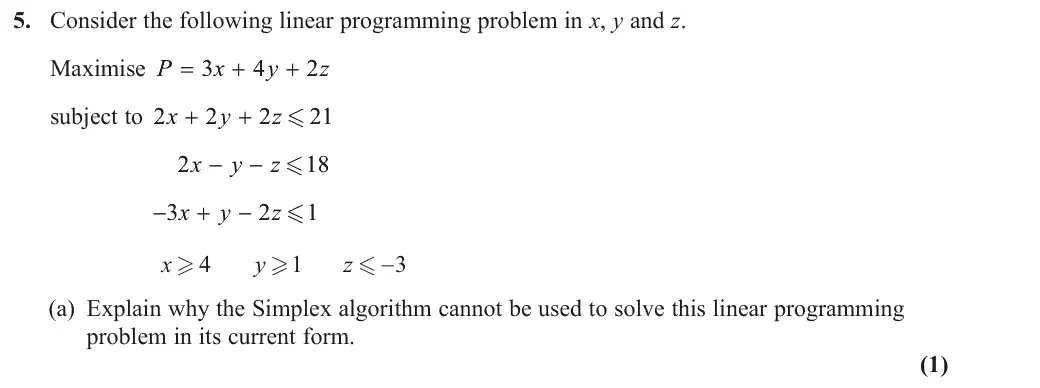 5. Consider the following linear programming problem in x, y and z.
Maximise P = 3x + 4y + 2z
subject to 2x + 2y + 2z ⩽ 21
2x − y − z ⩽ 18
−3x + y − 2z ⩽ 1
x ⩾ 4 y ⩾ 1 z ⩽ −3
(a) Explain why the Simplex algorithm cannot be used to solve this linear programming
problem in its current form.
(1)